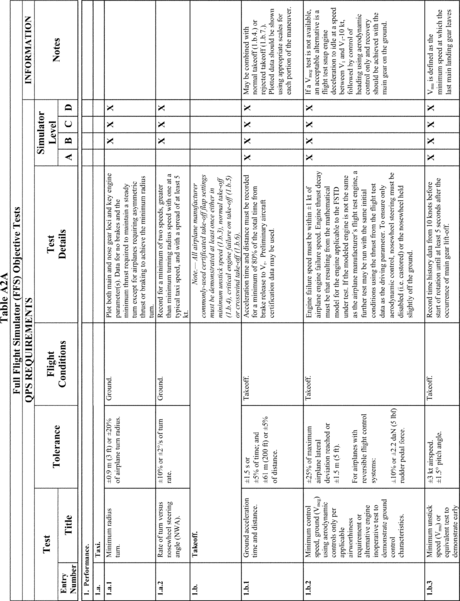 Table A2A
Full Flight Simulator (FFS) Objective Tests
QPS REQUIREMENTS
INFORMATION
Test
Tolerance
Flight
Conditions
Test
Details
Simulator
Level
Notes
Entry
Number
Title
A B C D
1. Performance.
1.a. Taxi.
1.a.1
Minimum radius
turn.
±0.9 m (3 ft) or ±20%
of airplane turn radius.
Ground.
Plot both main and nose gear loci and key engine
parameter(s). Data for no brakes and the
minimum thrust required to maintain a steady
turn except for airplanes requiring asymmetric
thrust or braking to achieve the minimum radius
turn.
X X X
1.a.2
Rate of turn versus
nosewheel steering
angle (NWA).
±10% or ±2°/s of turn
rate.
Ground.
Record for a minimum of two speeds, greater
than minimum turning radius speed with one at a
typical taxi speed, and with a spread of at least 5
kt.
X X X
1.b. Takeoff.
Note.— All airplane manufacturer
commonly-used certificated take-off flap settings
must be demonstrated at least once either in
minimum unstick speed (1.b.3), normal take-off
(1.b.4), critical engine failure on take-off (1.b.5)
or crosswind take-off (1.b.6).
1.b.1
Ground acceleration
time and distance.
±1.5 s or
±5% of time; and
±61 m (200 ft) or ±5%
of distance.
Takeoff.
Acceleration time and distance must be recorded
for a minimum of 80% of the total time from
brake release to Vr. Preliminary aircraft
certification data may be used.
X X X X
May be combined with
normal takeoff (1.b.4.) or
rejected takeoff (1.b.7.).
Plotted data should be shown
using appropriate scales for
each portion of the maneuver.
1.b.2
Minimum control
speed, ground (Vmcg)
using aerodynamic
controls only per
applicable
airworthiness
requirement or
alternative engine
inoperative test to
demonstrate ground
control
characteristics.
±25% of maximum
airplane lateral
deviation reached or
±1.5 m (5 ft).
For airplanes with
reversible flight control
systems:
±10% or ±2.2 daN (5 lbf)
rudder pedal force.
Takeoff.
Engine failure speed must be within ±1 kt of
airplane engine failure speed. Engine thrust decay
must be that resulting from the mathematical
model for the engine applicable to the FSTD
under test. If the modeled engine is not the same
as the airplane manufacturer's flight test engine, a
further test may be run with the same initial
conditions using the thrust from the flight test
data as the driving parameter. To ensure only
aerodynamic control, nosewheel steering must be
disabled (i.e. castored) or the nosewheel held
slightly off the ground.
X X X X
If a Vmcg test is not available,
an acceptable alternative is a
flight test snap engine
deceleration to idle at a speed
between V1 and V1-10 kt,
followed by control of
heading using aerodynamic
control only and recovery
should be achieved with the
main gear on the ground.
1.b.3
Minimum unstick
speed (Vmu) or
equivalent test to
demonstrate early
±3 kt airspeed.
±1.5° pitch angle.
Takeoff.
Record time history data from 10 knots before
start of rotation until at least 5 seconds after the
occurrence of main gear lift-off.
X X X X
Vmu is defined as the
minimum speed at which the
last main landing gear leaves